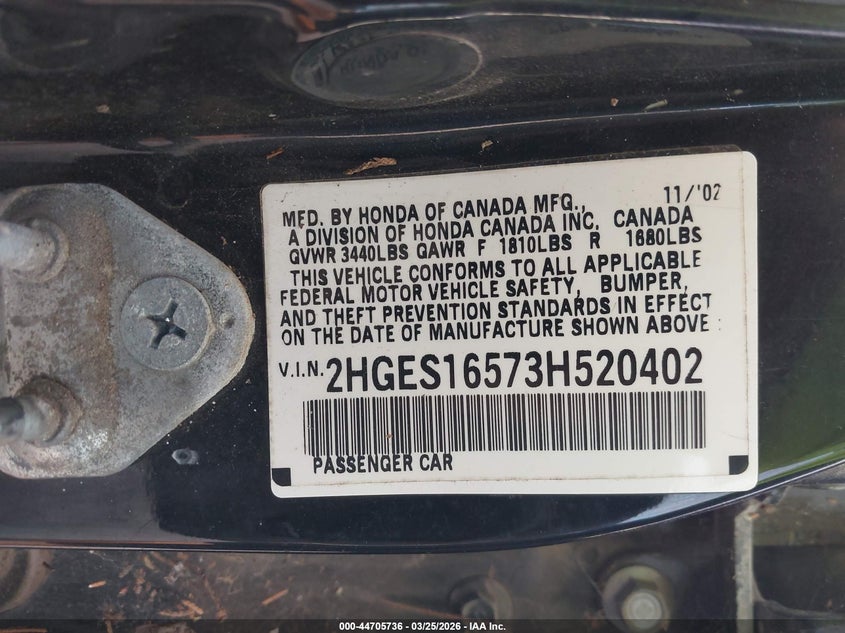 MFD. BY HONDA OF CANADA MFG., 11/'02
A DIVISION OF HONDA CANADA INC, CANADA
GVWR 3440LBS GAWR F 1810LBS R 1680LBS
THIS VEHICLE CONFORMS TO ALL APPLICABLE
FEDERAL MOTOR VEHICLE SAFETY, BUMPER,
AND THEFT PREVENTION STANDARDS IN EFFECT
ON THE DATE OF MANUFACTURE SHOWN ABOVE :
V.I.N. 2HGES16573H520402
PASSENGER CAR
000-44705736 - 03/25/2026 - IAA Inc.